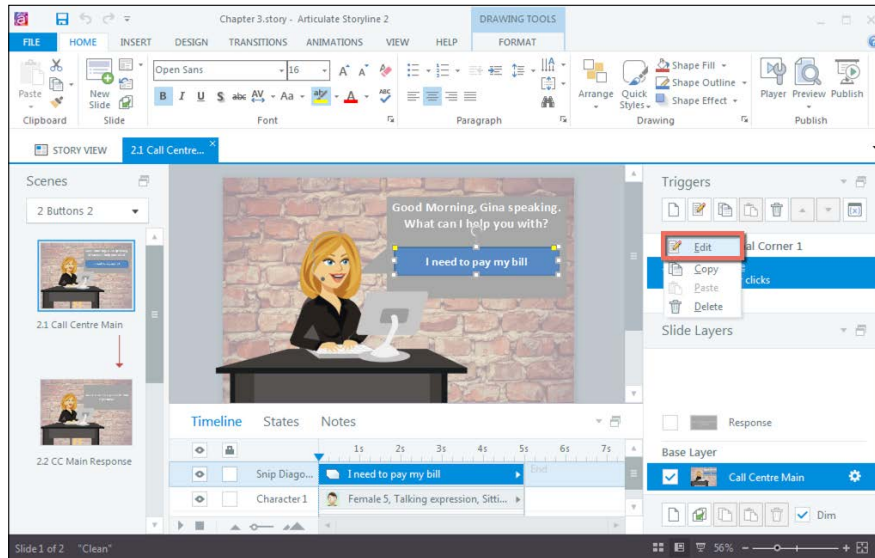 Chapter 3.story - Articulate Storyline 2
DRAWING TOOLS
FILE HOME INSERT DESIGN TRANSITIONS ANIMATIONS VIEW HELP FORMAT
Paste
New Slide
Open Sans 16
B I U S abc AV Aa A ABC
Arrange
Quick Styles
Shape Fill
Shape Outline
Shape Effect
Player Preview Publish
Clipboard Slide Font Paragraph Drawing Publish
STORY VIEW
2.1 Call Centre...
Scenes
2 Buttons 2
2.1 Call Centre Main
2.2 CC Main Response
Good Morning, Gina speaking.
What can I help you with?
I need to pay my bill
Triggers
Edit
Copy
Paste
Delete
al Corner 1
clicks
Slide Layers
Response
Base Layer
Call Centre Main
Dim
Timeline States Notes
1s 2s 3s 4s 5s 6s 7s
End
Snip Diago... I need to pay my bill
Character 1 Female 5, Talking expression, Sitti...
Slide 1 of 2 "Clean"
56%